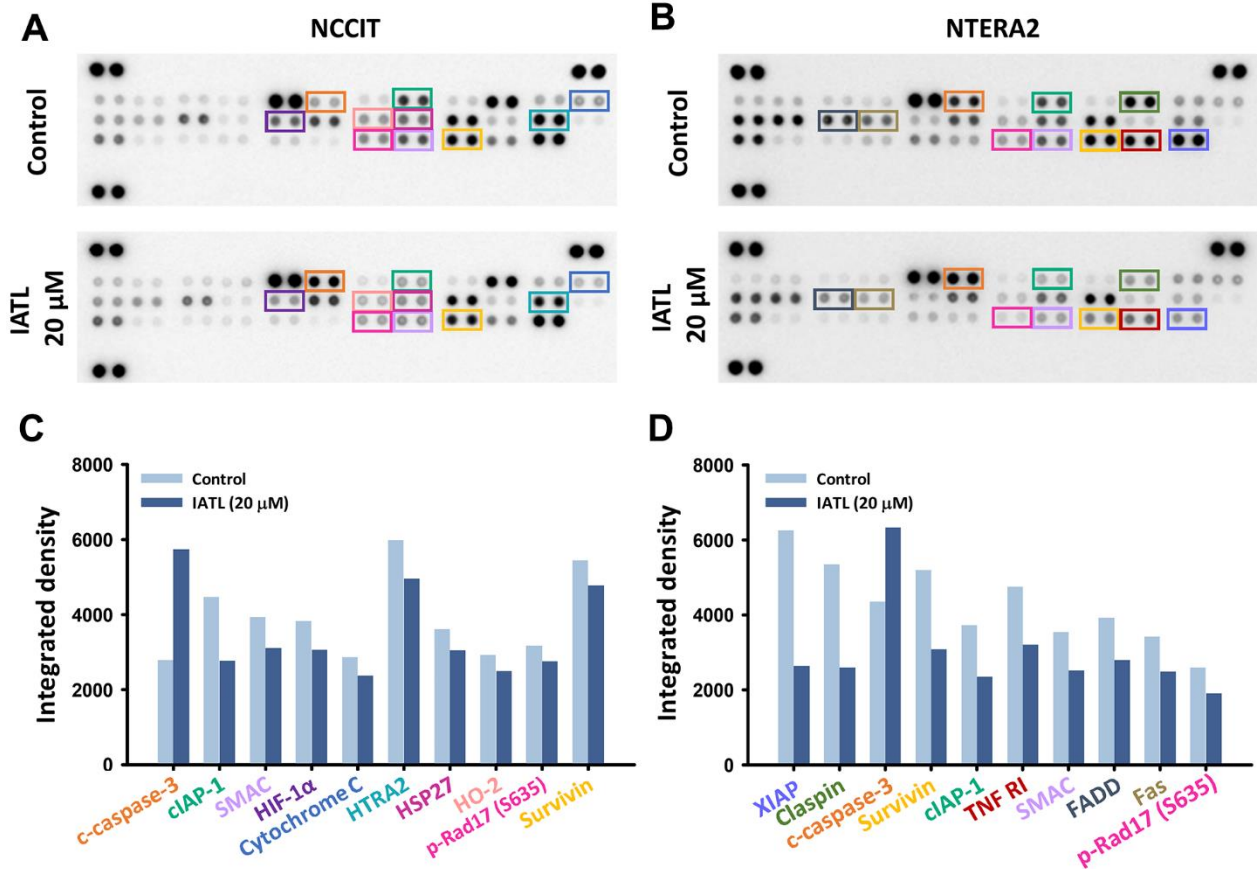 A
NCCIT
B
NTERA2
Control
Control
IATL
20 μM
IATL
20 μM
C
D
8000
6000
4000
2000
0
Integrated density
Control
IATL (20 μM)
c-caspase-3
cIAP-1
SMAC
HIF-1α
Cytochrome C
HTRA2
HSP27
HO-2
p-Rad17 (S635)
Survivin
8000
6000
4000
2000
0
Integrated density
Control
IATL (20 μM)
XIAP
Claspin
c-caspase-3
Survivin
cIAP-1
TNF RI
SMAC
FADD
Fas
p-Rad17 (S635)